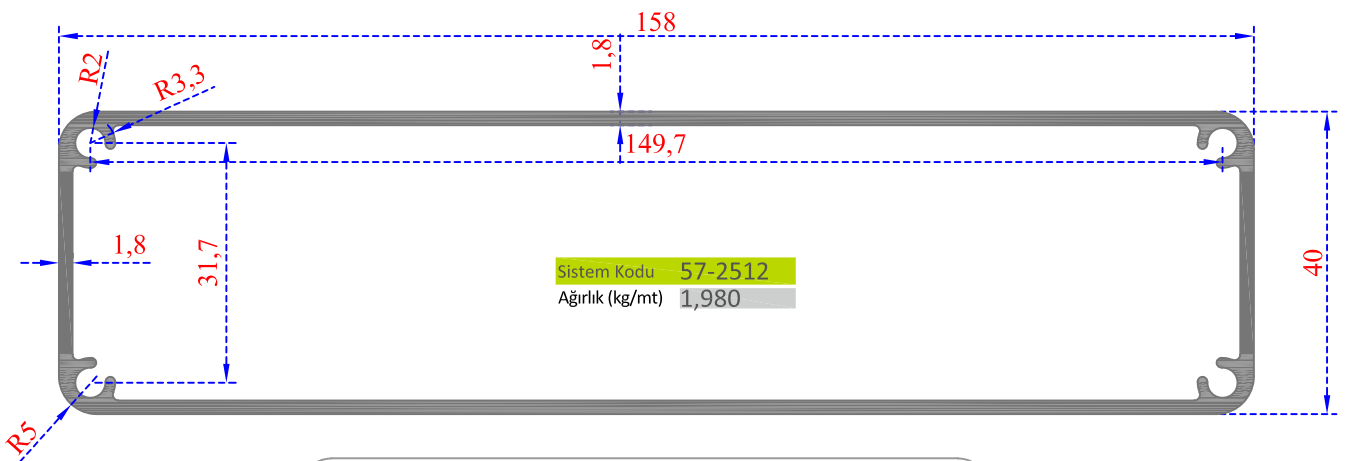 158
1,8
R2
R3,3
149,7
1,8
31,7
40
Sistem Kodu 57-2512
Ağırlık (kg/mt) 1,980
R5